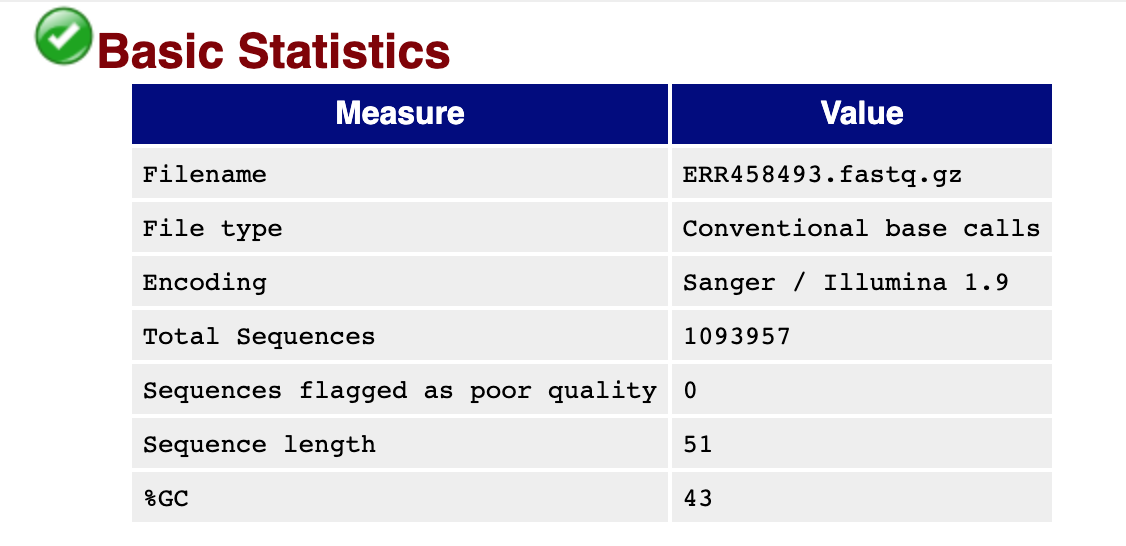 Basic Statistics
Measure Value
Filename ERR458493.fastq.gz
File type Conventional base calls
Encoding Sanger / Illumina 1.9
Total Sequences 1093957
Sequences flagged as poor quality 0
Sequence length 51
%GC 43